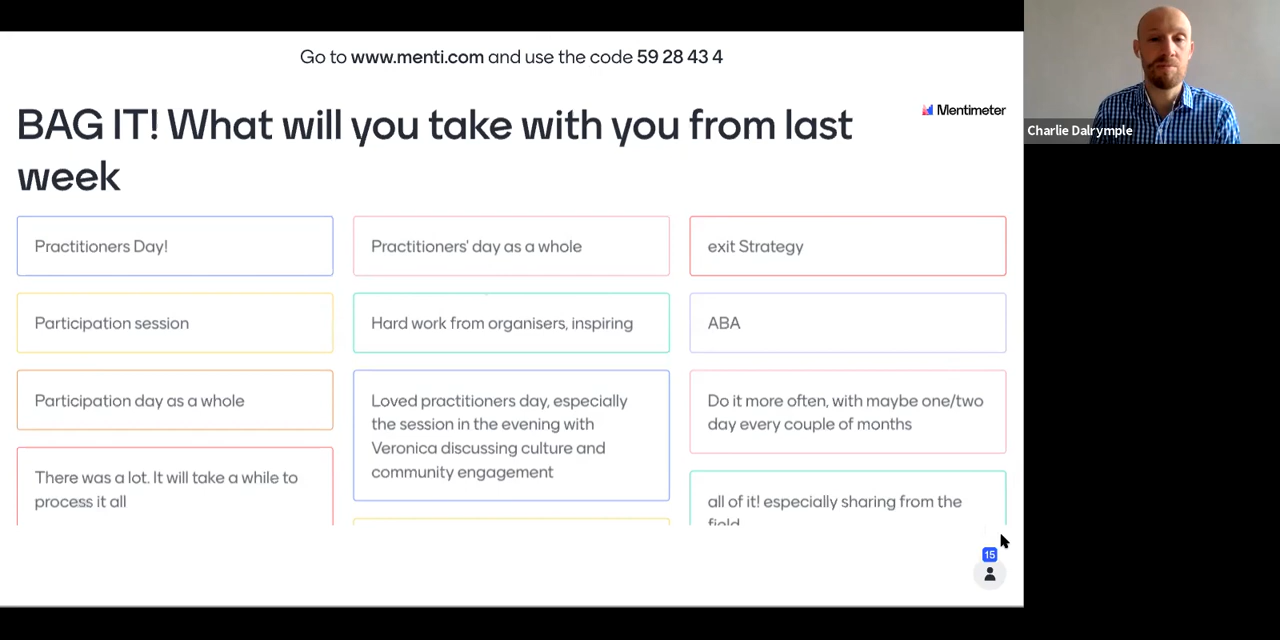 Go to www.menti.com and use the code 59 28 43 4
BAG IT! What will you take with you from last
week
Mentimeter
Charlie Dalrymple
Practitioners Day!
Practitioners' day as a whole
exit Strategy
Participation session
Hard work from organisers, inspiring
ABA
Participation day as a whole
Loved practitioners day, especially
the session in the evening with
Veronica discussing culture and
community engagement
Do it more often, with maybe one/two
day every couple of months
There was a lot. It will take a while to
process it all
all of it! especially sharing from the
field
15